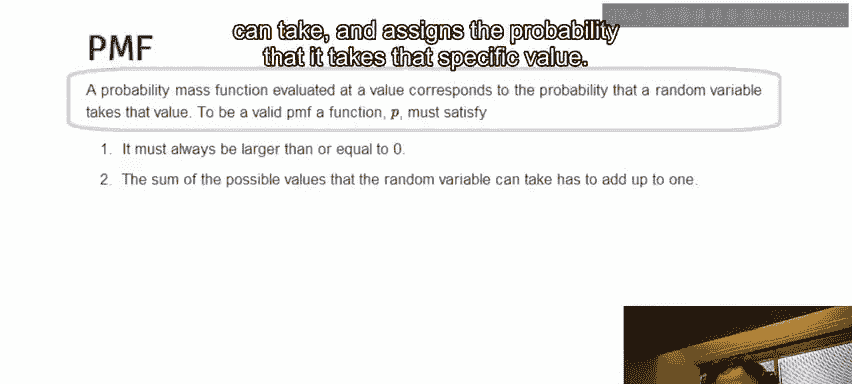 can take, and assigns the probability
that it takes that specific value.
PMF
A probability mass function evaluated at a value corresponds to the probability that a random variable
takes that value. To be a valid pmf a function, p, must satisfy
1. It must always be larger than or equal to 0.
2. The sum of the possible values that the random variable can take has to add up to one.